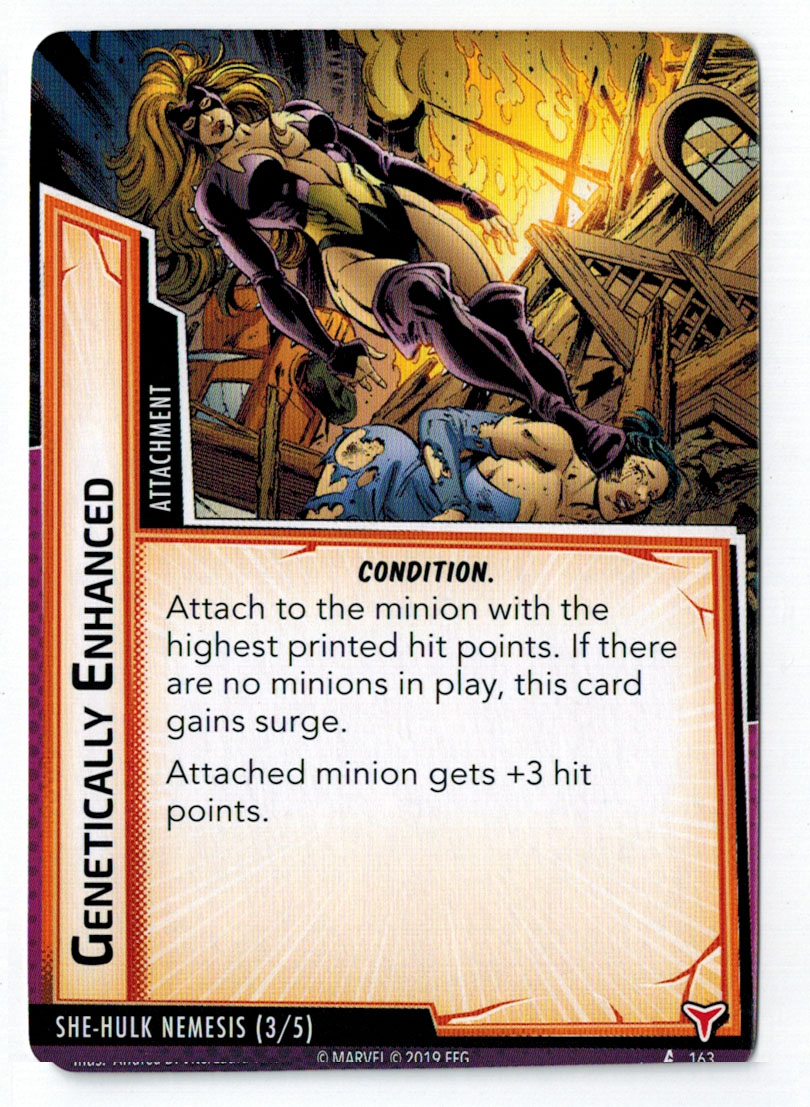 ATTACHMENT
GENETICALLY ENHANCED
CONDITION.
Attach to the minion with the
highest printed hit points. If there
are no minions in play, this card
gains surge.
Attached minion gets +3 hit
points.
SHE-HULK NEMESIS (3/5)
© MARVEL © 2019 FFG
163